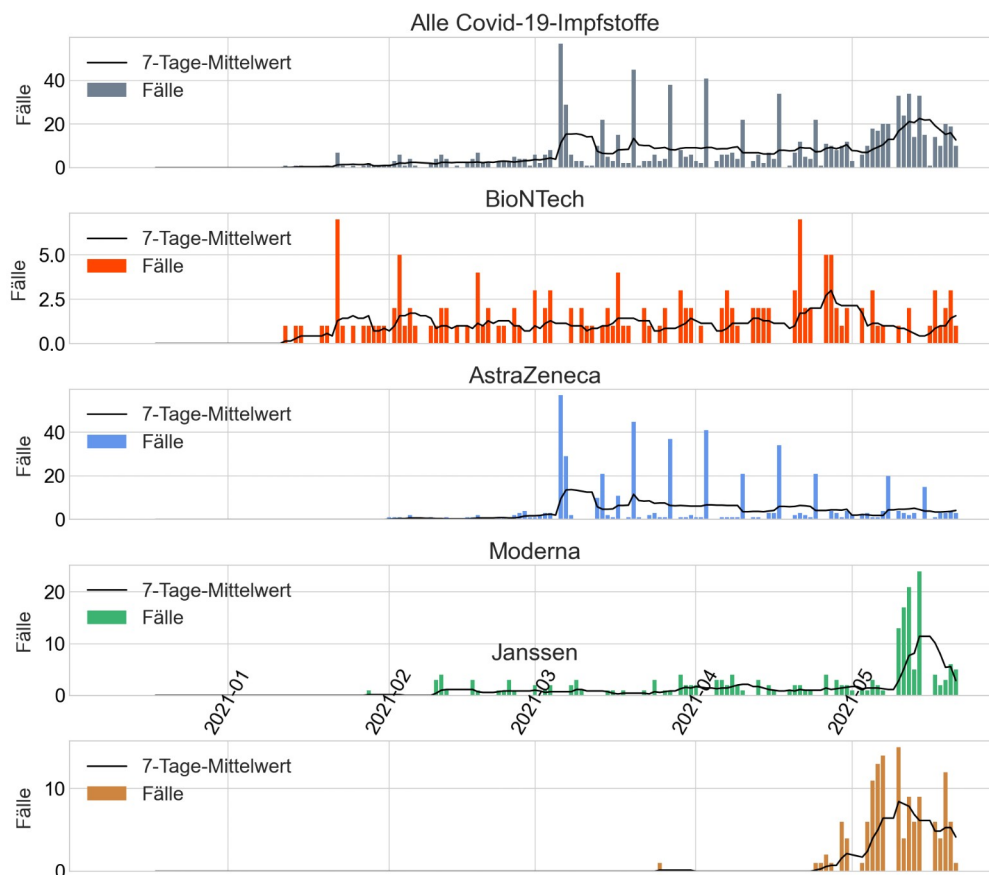 Alle Covid-19-Impfstoffe
Fälle
40
20
0
7-Tage-Mittelwert
Fälle
BioNTech
Fälle
5.0
2.5
0.0
7-Tage-Mittelwert
Fälle
AstraZeneca
Fälle
40
20
0
7-Tage-Mittelwert
Fälle
Moderna
Fälle
20
10
0
7-Tage-Mittelwert
Fälle
2021-01
2021-02
2021-03
2021-04
2021-05
Janssen
Fälle
10
0
7-Tage-Mittelwert
Fälle